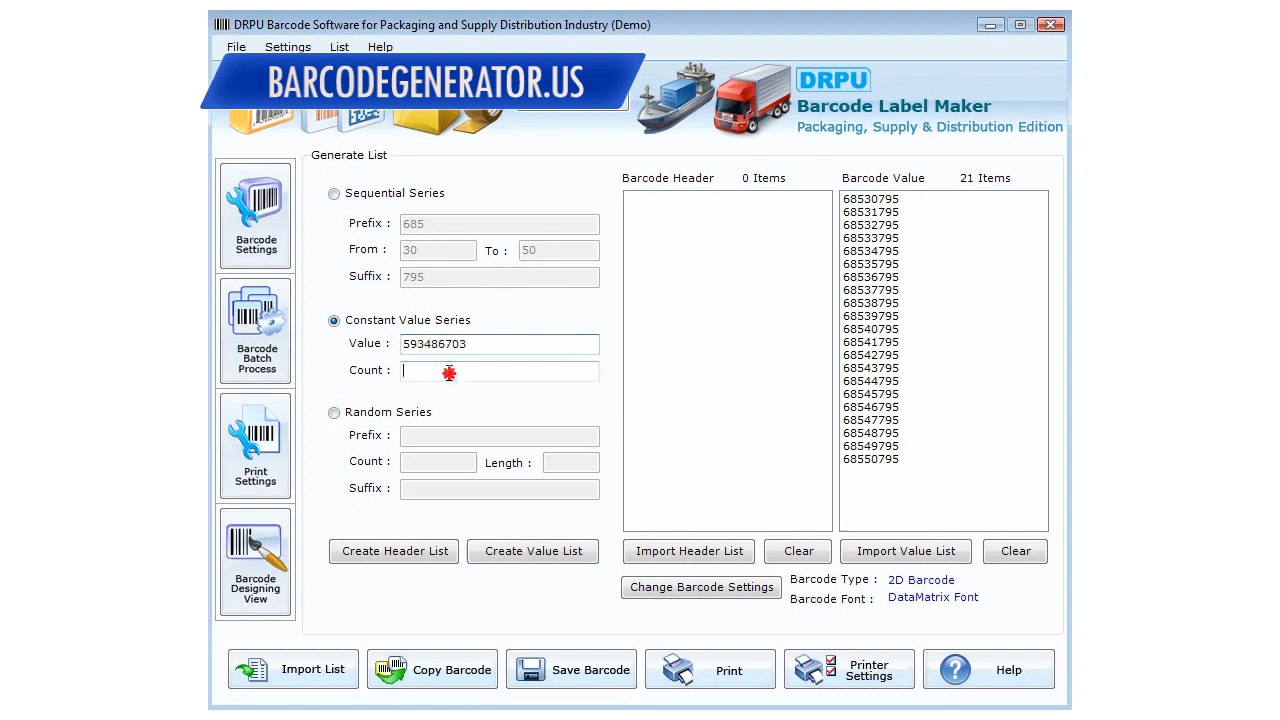 DRPU Barcode Software for Packaging and Supply Distribution Industry (Demo)
File Settings List Help
BARCODEGENERATOR.US
DRPU
Barcode Label Maker
Packaging, Supply & Distribution Edition
Barcode Settings
Barcode Batch Process
Print Settings
Barcode Designing View
Generate List
Sequential Series
Prefix : 685
From : 30 To : 50
Suffix : 795
Constant Value Series
Value : 593486703
Count :
Random Series
Prefix :
Count : Length :
Suffix :
Create Header List Create Value List
Barcode Header 0 Items
Barcode Value 21 Items
68530795
68531795
68532795
68533795
68534795
68535795
68536795
68537795
68538795
68539795
68540795
68541795
68542795
68543795
68544795
68545795
68546795
68547795
68548795
68549795
68550795
Import Header List Clear Import Value List Clear
Change Barcode Settings
Barcode Type : 2D Barcode
Barcode Font : DataMatrix Font
Import List Copy Barcode Save Barcode Print Printer Settings Help